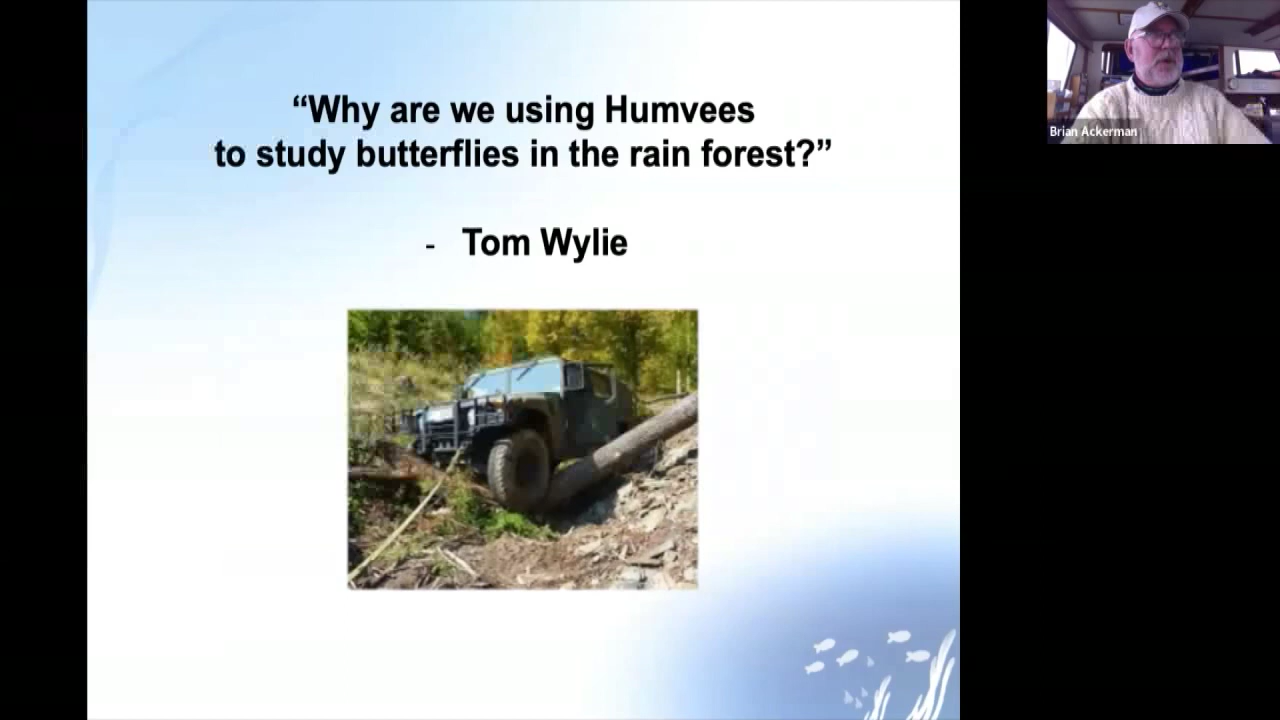 “Why are we using Humvees
to study butterflies in the rain forest?”
- Tom Wylie
Brian Ackerman